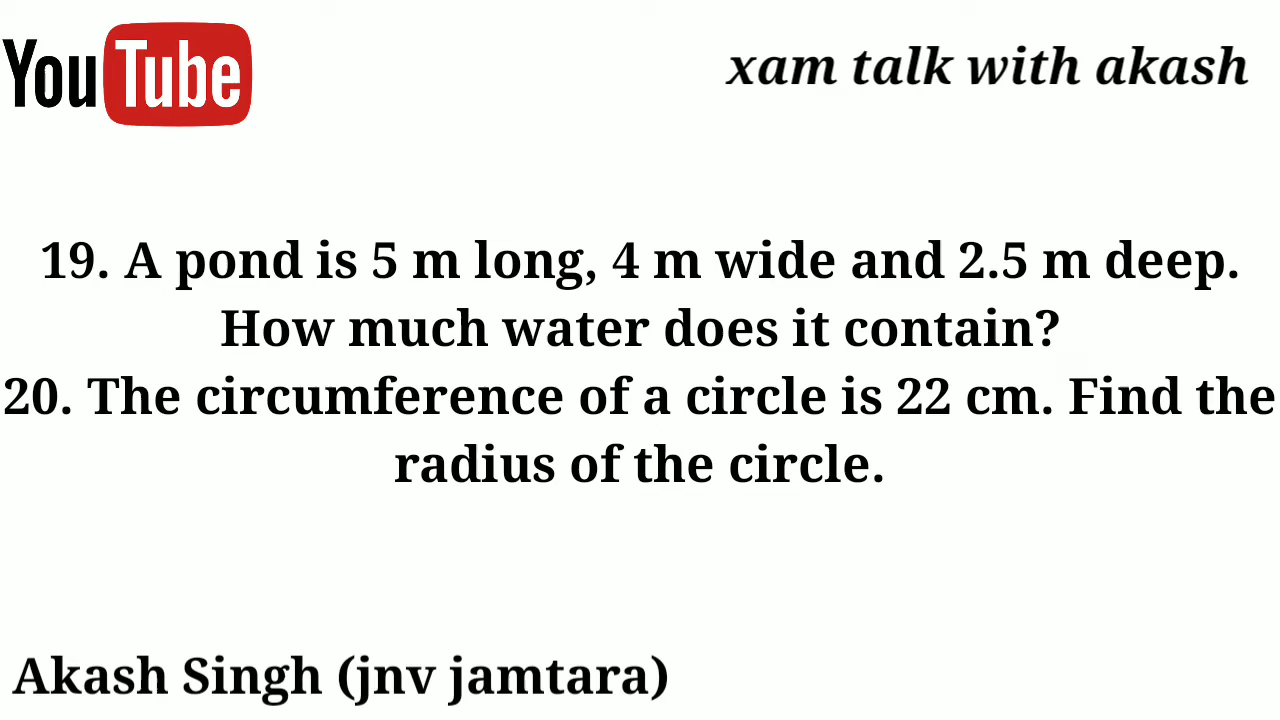 YouTube
xam talk with akash
19. A pond is 5 m long, 4 m wide and 2.5 m deep.
How much water does it contain?
20. The circumference of a circle is 22 cm. Find the
radius of the circle.
Akash Singh (jnv jamtara)